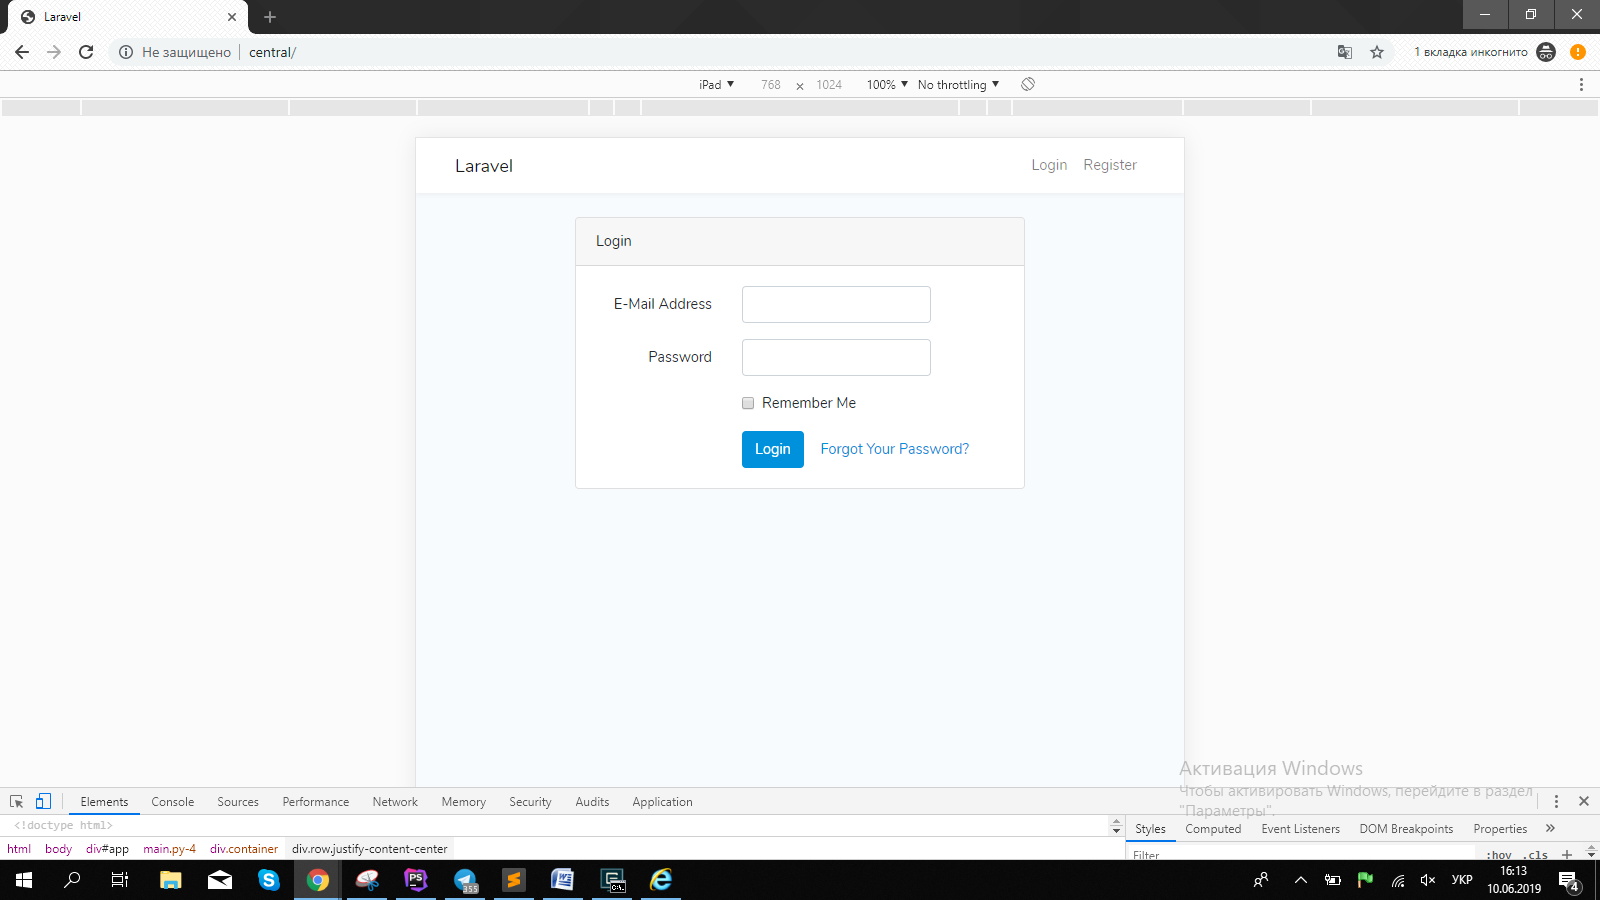 Laravel
Не защищено
central/
1 вкладка инкогнито
iPad
768 × 1024
100%
No throttling
Laravel
Login
Register
Login
E-Mail Address
Password
Remember Me
Login
Forgot Your Password?
Активация Windows
Чтобы активировать Windows, перейдите в раздел
"Параметры".
Elements
Console
Sources
Performance
Network
Memory
Security
Audits
Application
<!doctype html>
Styles
Computed
Event Listeners
DOM Breakpoints
Properties
html
body
div#app
main.py-4
div.container
div.row.justify-content-center
Filter
:hov
.cls
PS
355
W
C:\.
УКР
16:13
10.06.2019
4